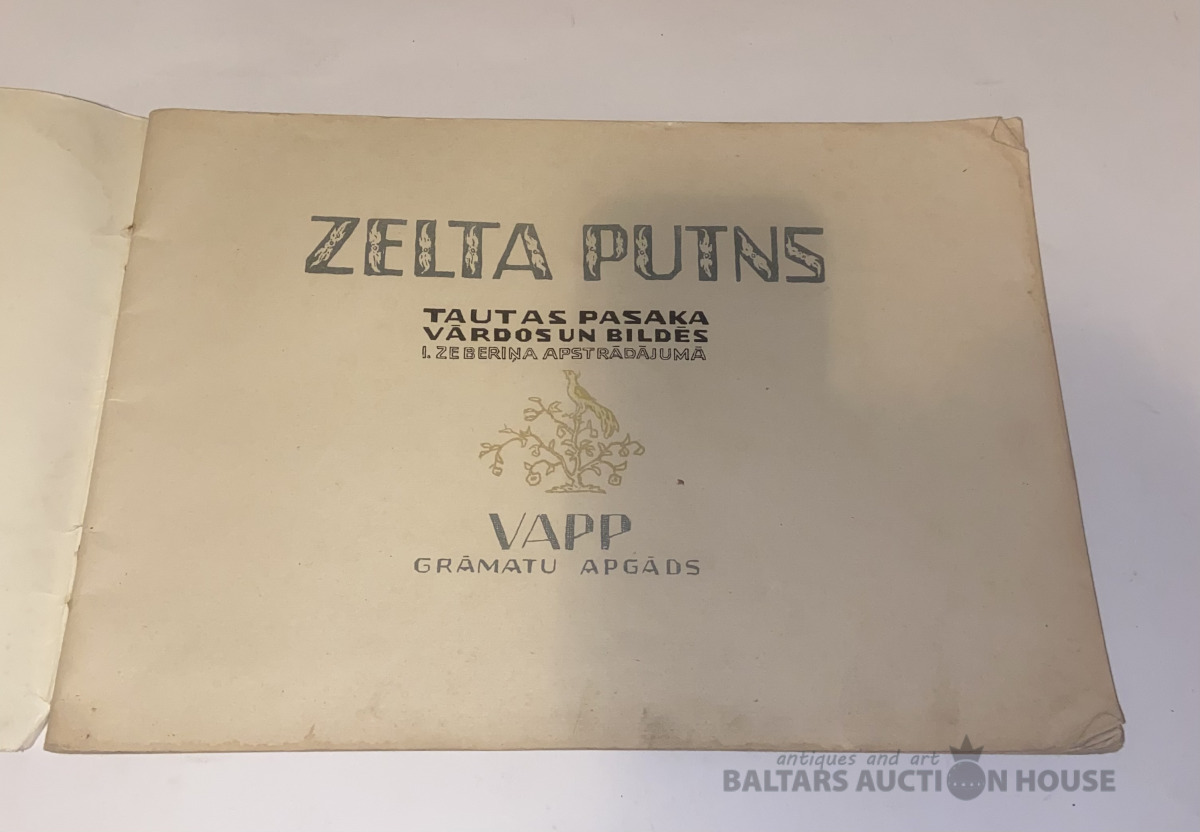 ZELTA PUTNS
TAUTAS PASAKA
VĀRDOS UN BILDĒS
I. ZEBERIŅA APSTRĀDĀJUMĀ
VAPP
GRĀMATU APGĀDS
antiques and art
BALTARS AUCTION HOUSE